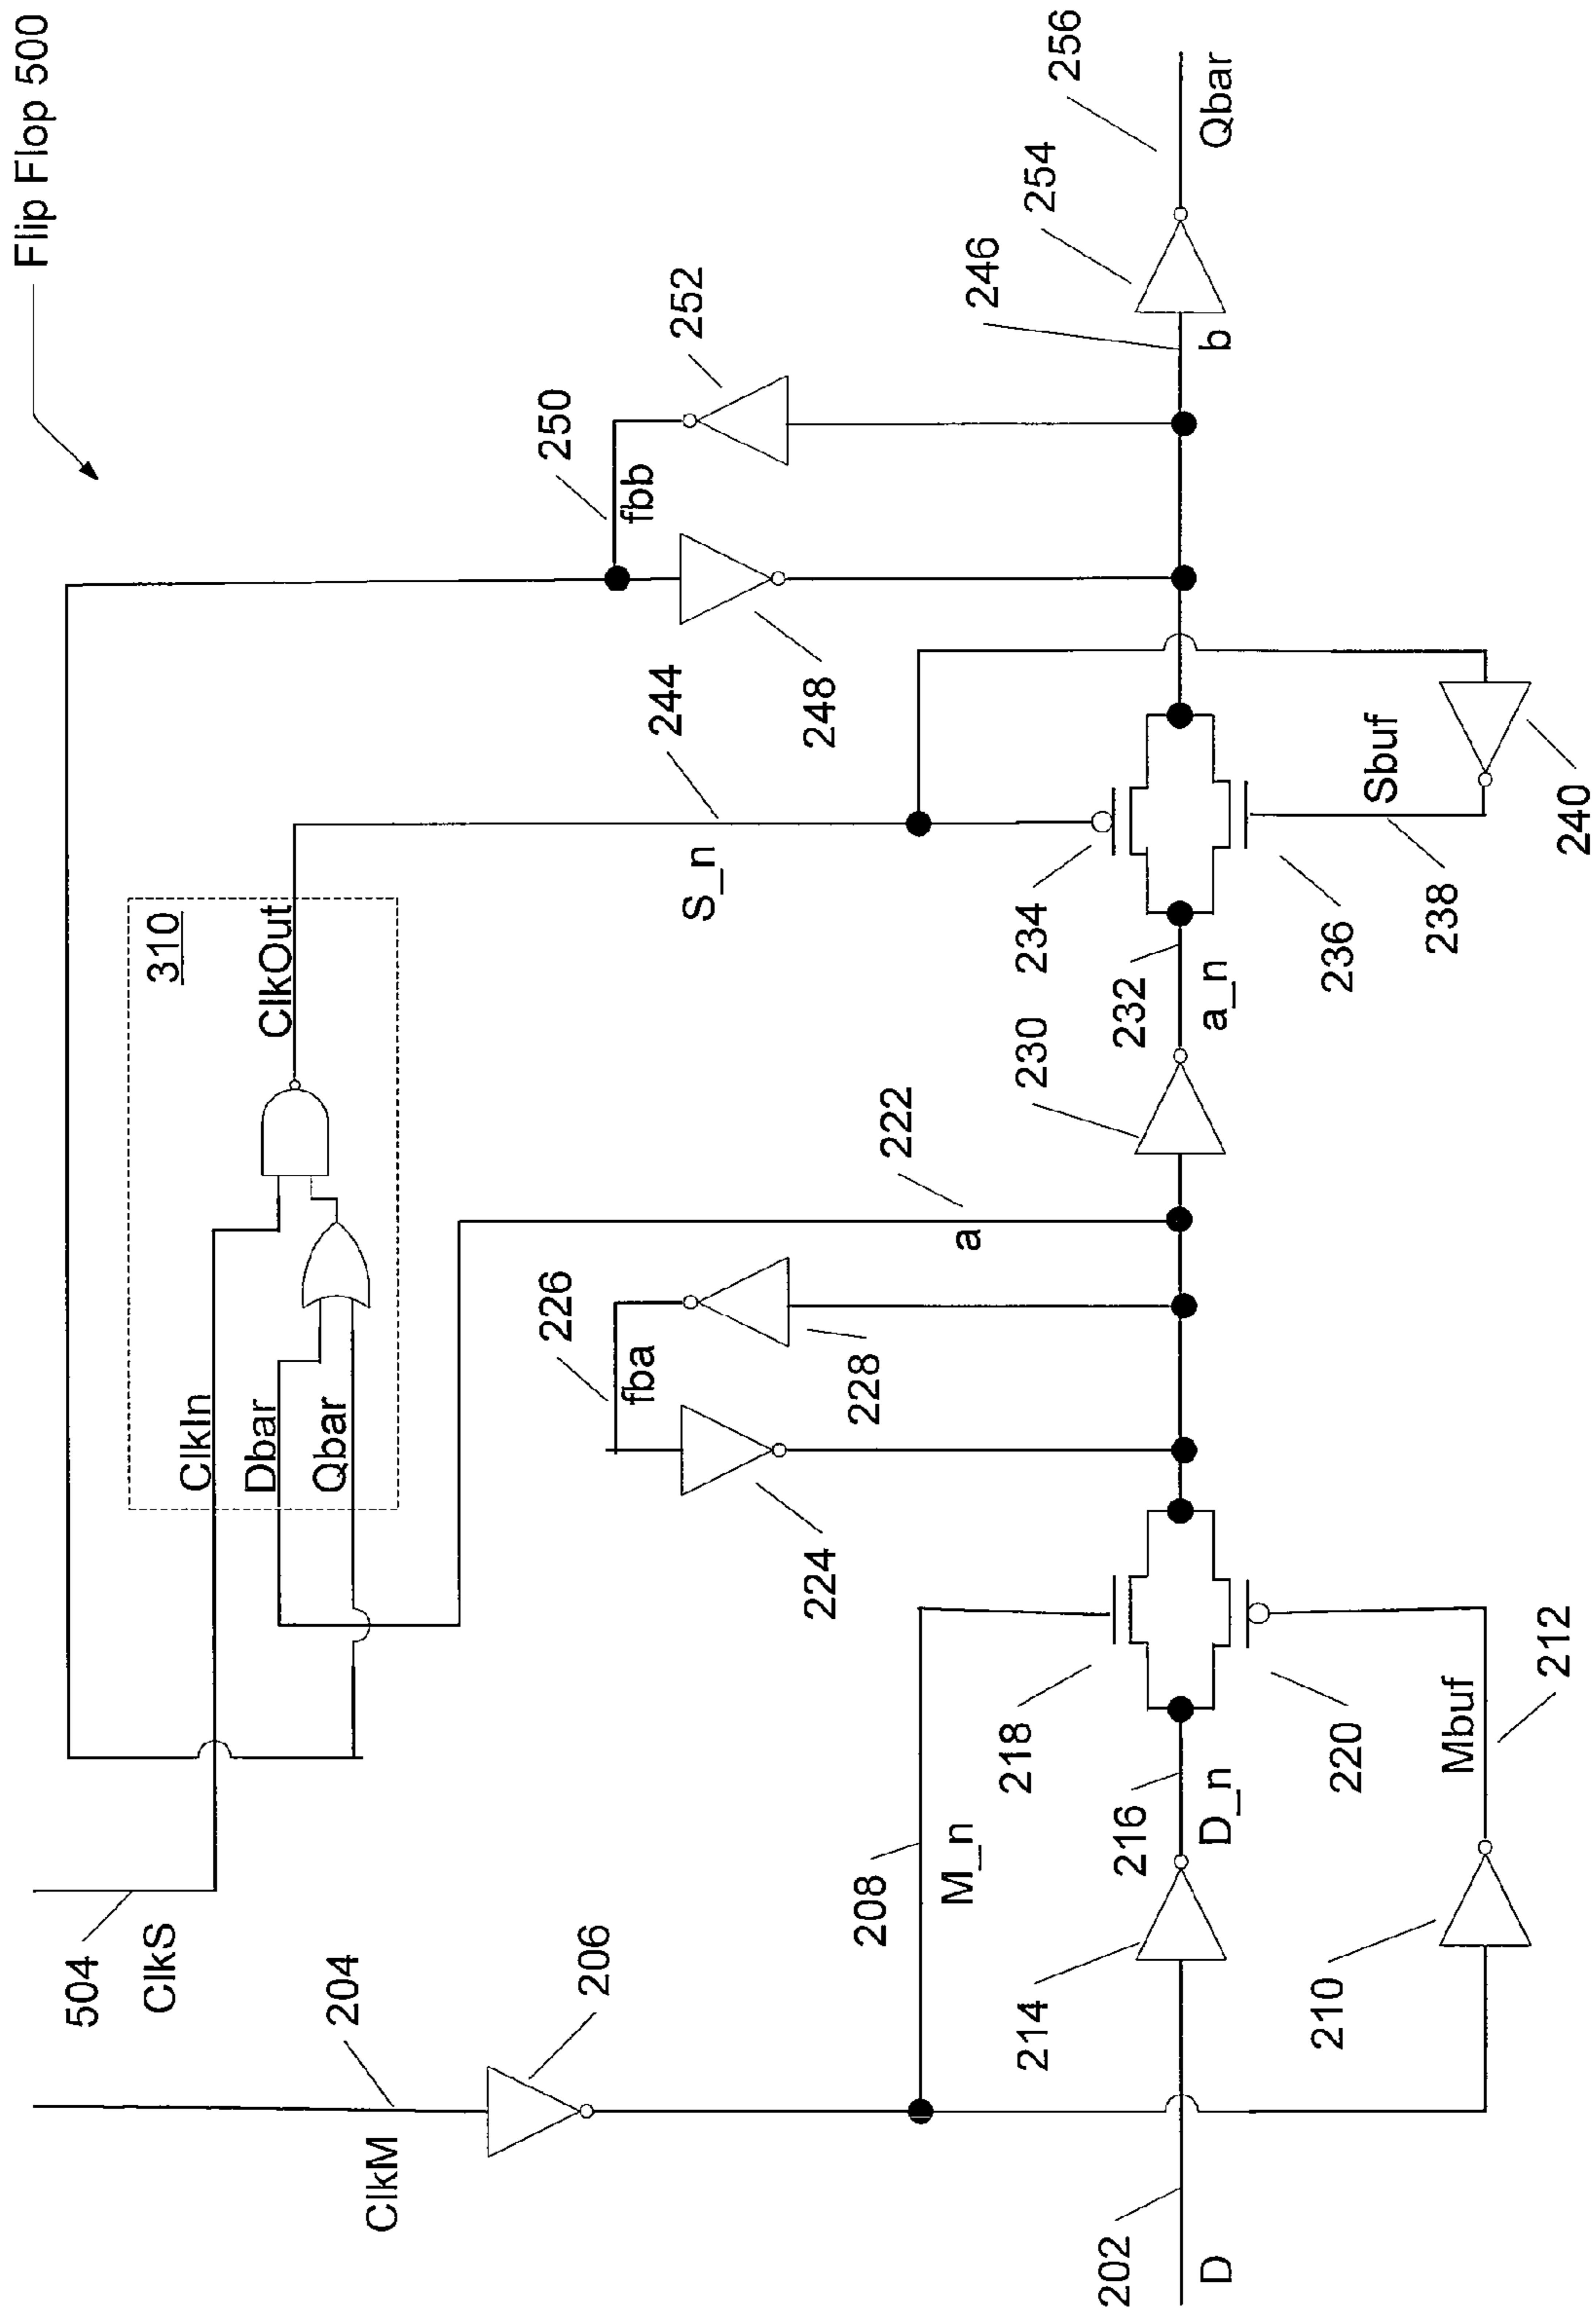 Flip Flop 500
504
ClkS
204
ClkM
206
310
ClkIn
Dbar
Qbar
ClkOut
244
S_n
250
fbb
252
248
226
fba
228
224
222
a
208
M_n
202
D
214
216
D_n
218
220
210
212
Mbuf
230
232
a_n
234
236
238
Sbuf
240
246
b
254
256
Qbar